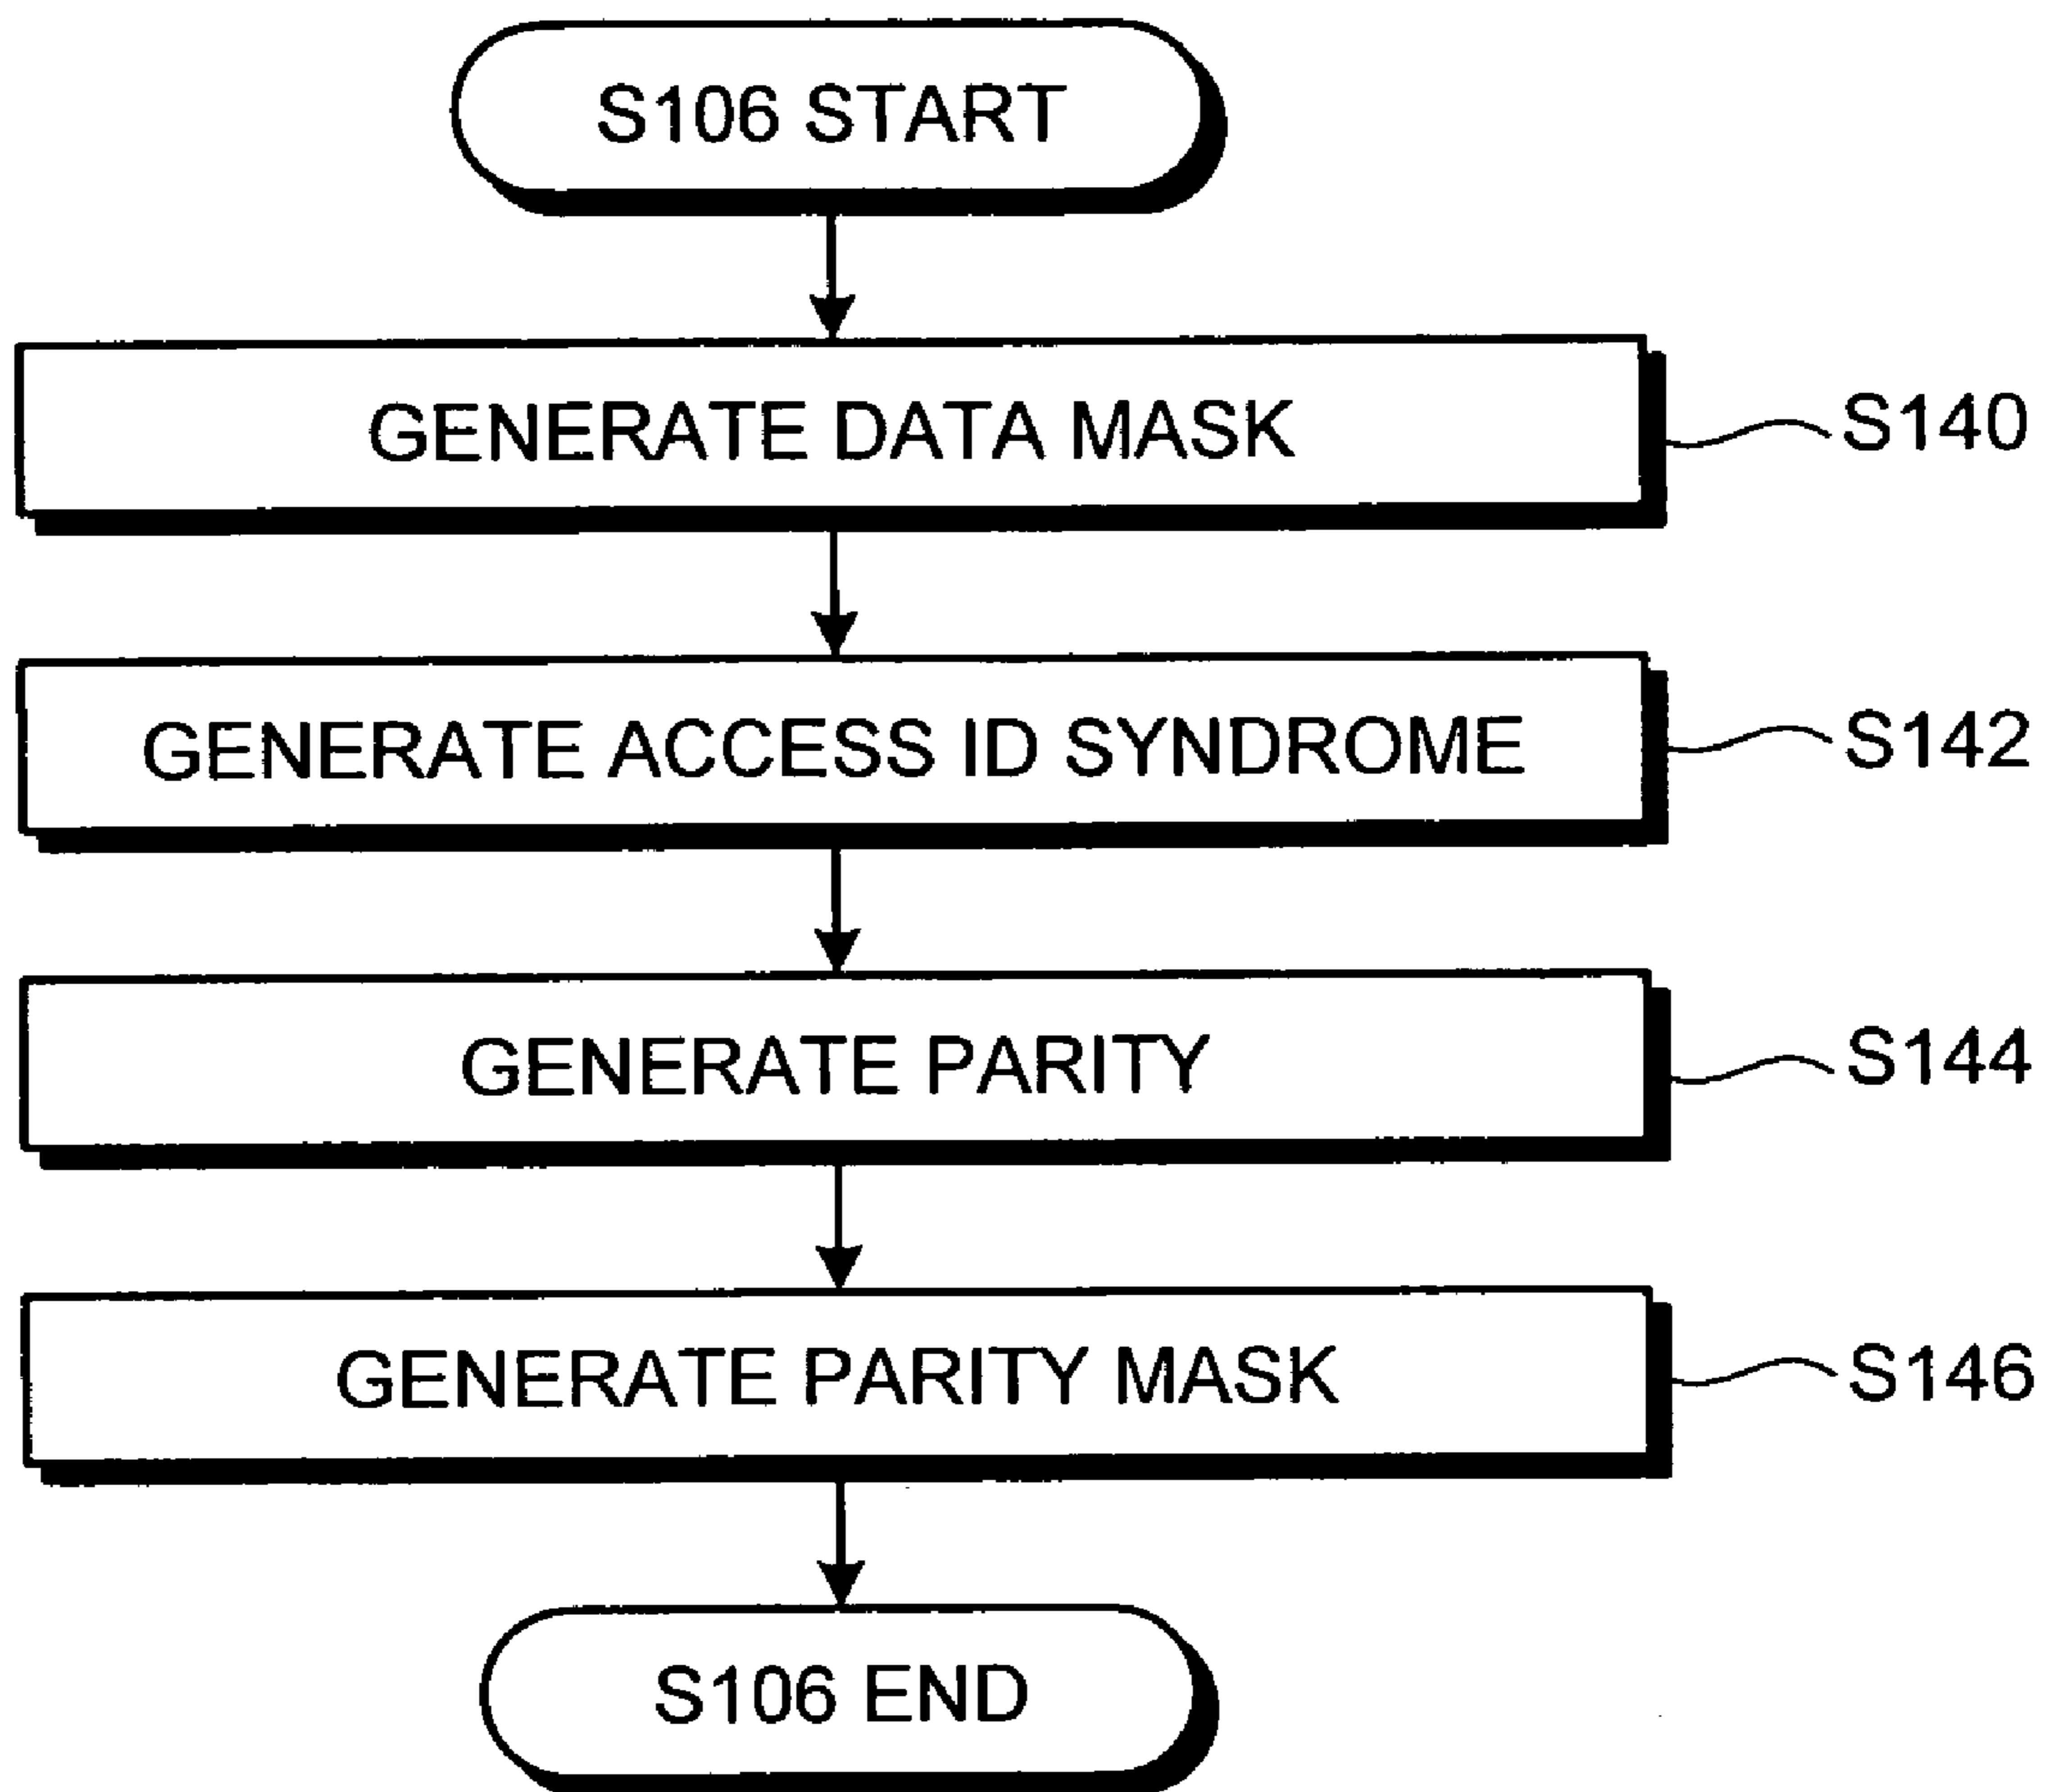 S106 START
GENERATE DATA MASK
S140
GENERATE ACCESS ID SYNDROME
S142
GENERATE PARITY
S144
GENERATE PARITY MASK
S146
S106 END